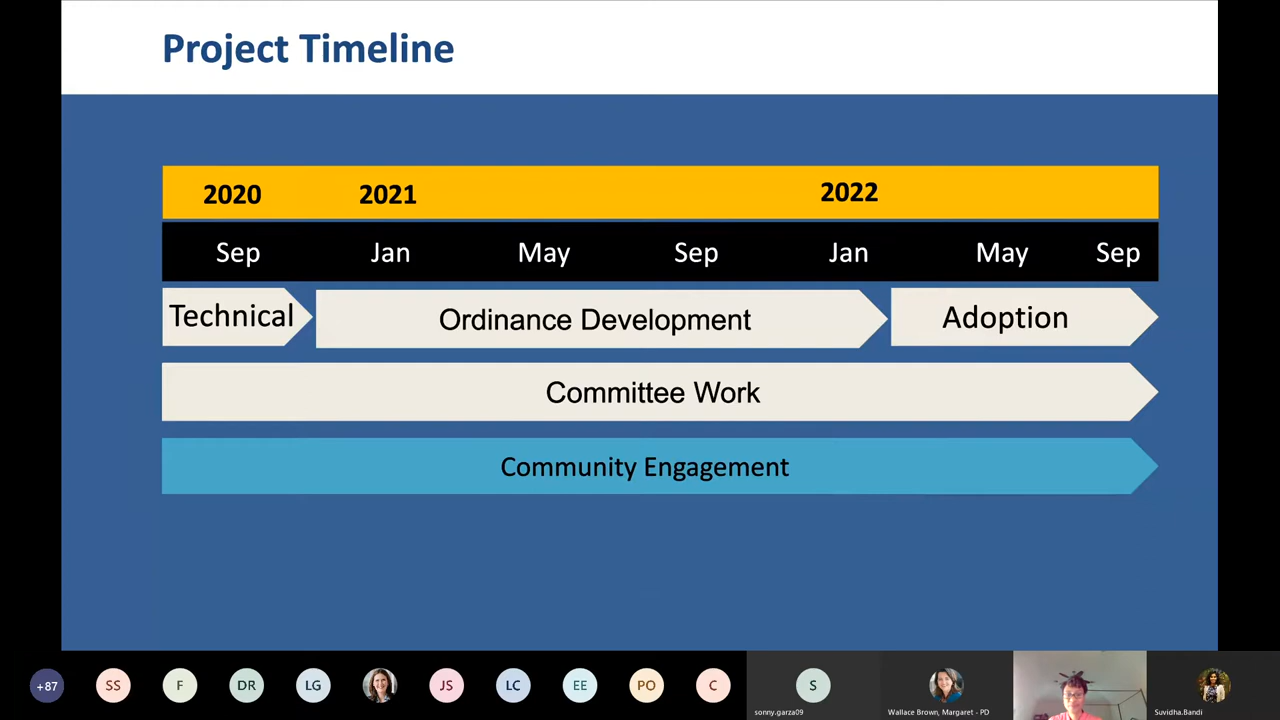 Project Timeline
2020 2021 2022
Sep Jan May Sep Jan May Sep
Technical Ordinance Development Adoption
Committee Work
Community Engagement
+87 SS F DR LG JS LC EE PO C S
sonny.garza09 Wallace Brown, Margaret - PD Suvidha.Bandi